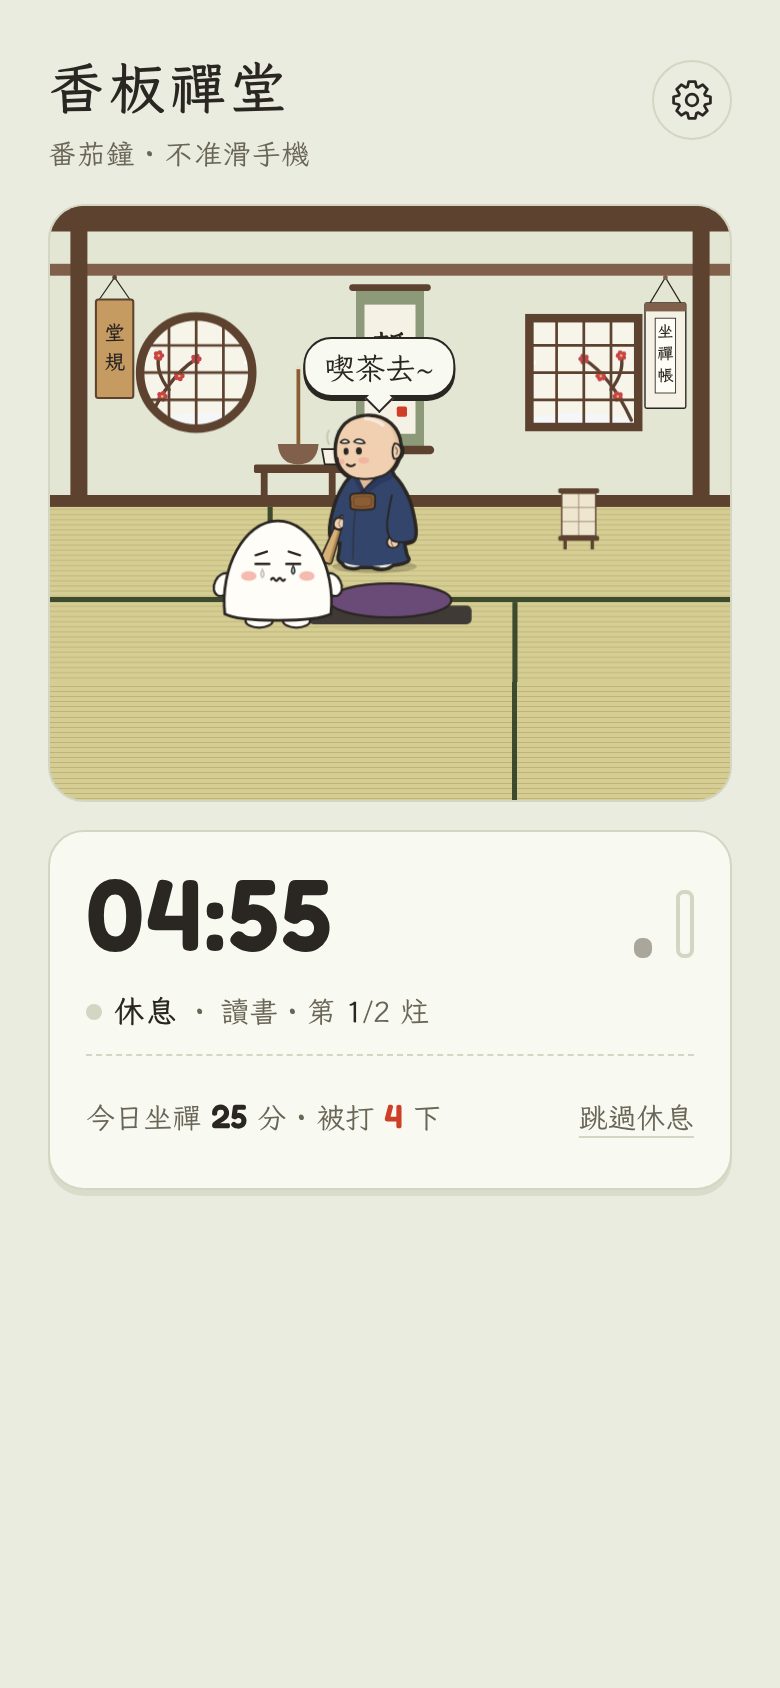 香板禪堂
番茄鐘·不准滑手機
堂規
坐禪帳
喫茶去~
04:55
休息 · 讀書·第 1/2 炷
今日坐禪 25 分·被打 4 下
跳過休息